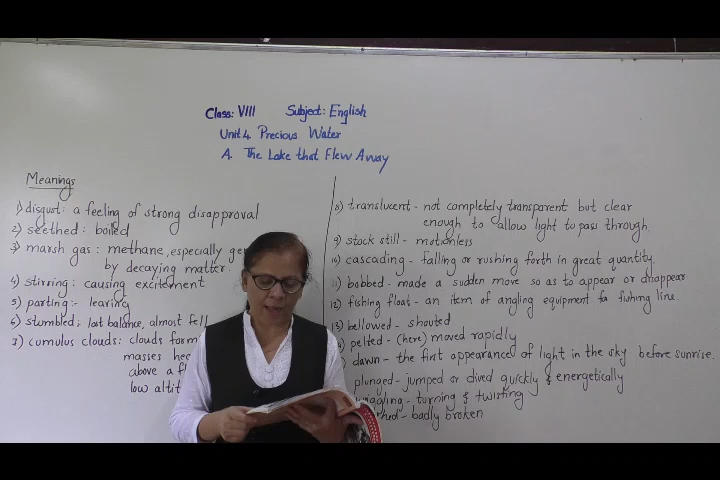 Class: VIII Subject: English
Unit 4. Precious Water
A. The Lake that Flew Away
Meanings
1) disgust: a feeling of strong disapproval
2) seethed: boiled
3) marsh gas: methane, especially
by decaying matter.
4) stirring: causing excitement
5) parting:- leaving
6) stumbled: lost balance, almost fell
7) cumulus clouds: clouds form
masses
above a
low altit
8) translucent - not completely transparent but clear
enough to allow light to pass through.
9) stock still - motionless
10) cascading - falling or rushing forth in great quantity.
11) bobbed - made a sudden move so as to appear or disappear
12) fishing float - an item of angling equipment for fishing line.
13) bellowed - shouted
pelted - (here) moved rapidly
dawn - the first appearance of light in the sky before sunrise.
plunged - jumped or dived quickly & energetically
wiggling - turning & twisting
- badly broken